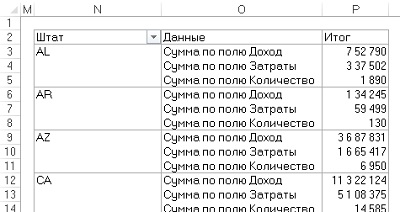 M N O P
1
2 Штат Данные Итог
3 AL Сумма по полю Доход 7 52 790
4 Сумма по полю Затраты 3 37 502
5 Сумма по полю Количество 1 890
6 AR Сумма по полю Доход 1 34 245
7 Сумма по полю Затраты 59 499
8 Сумма по полю Количество 130
9 AZ Сумма по полю Доход 3 6 87 831
10 Сумма по полю Затраты 1 6 65 417
11 Сумма по полю Количество 6 950
12 CA Сумма по полю Доход 11 3 22 124
13 Сумма по полю Затраты 5 1 08 375
14 Сумма по полю Количество 14 585